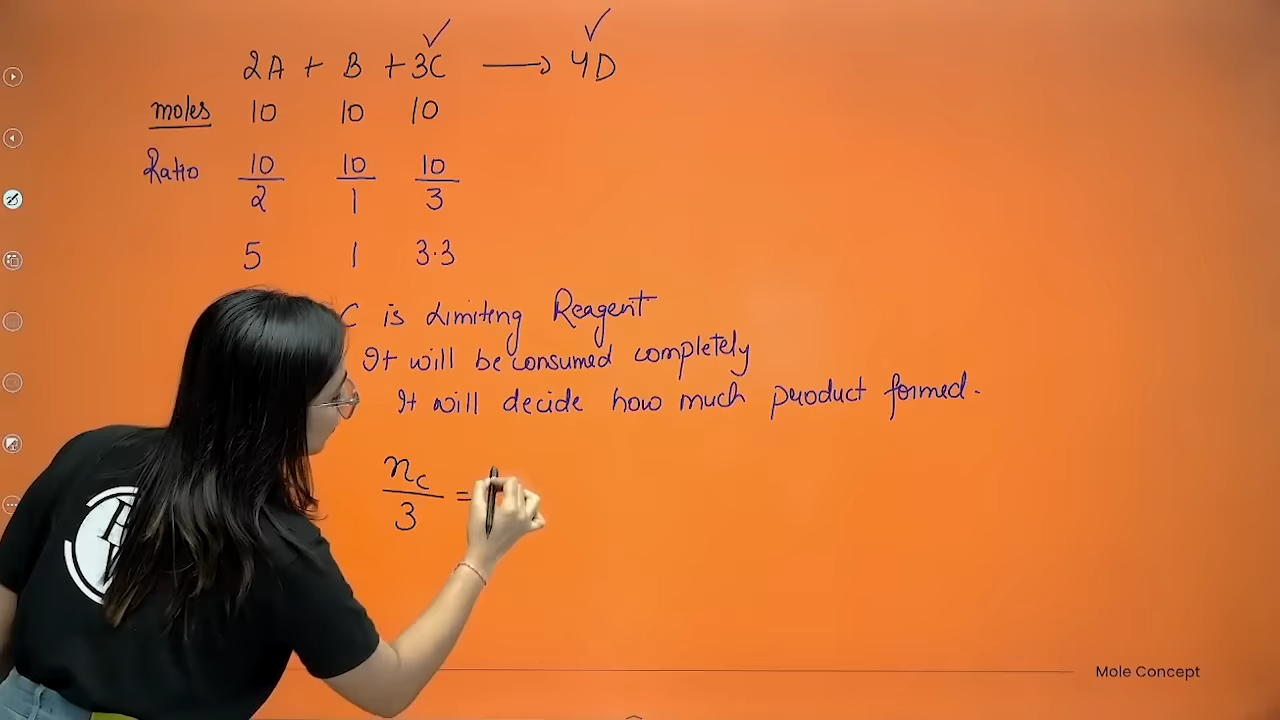 2A + B + 3C ⟶ 4D
moles 10 10 10
Ratio 10/2 10/1 10/3
5 1 3.3
C is Limiting Reagent
It will be consumed completely
It will decide how much product formed.
n_C/3 =
Mole Concept